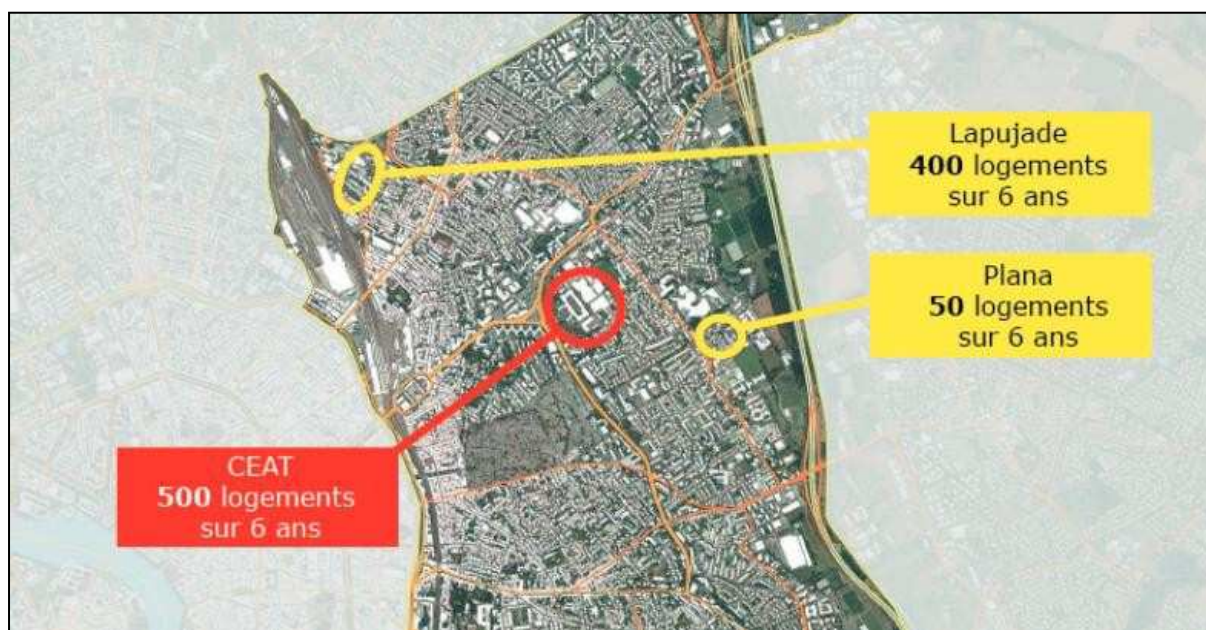 Lapujade
400 logements
sur 6 ans
Plana
50 logements
sur 6 ans
CEAT
500 logements
sur 6 ans